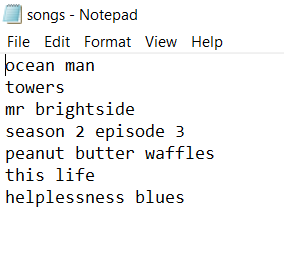 songs - Notepad
File Edit Format View Help
ocean man
towers
mr brightside
season 2 episode 3
peanut butter waffles
this life
helplessness blues